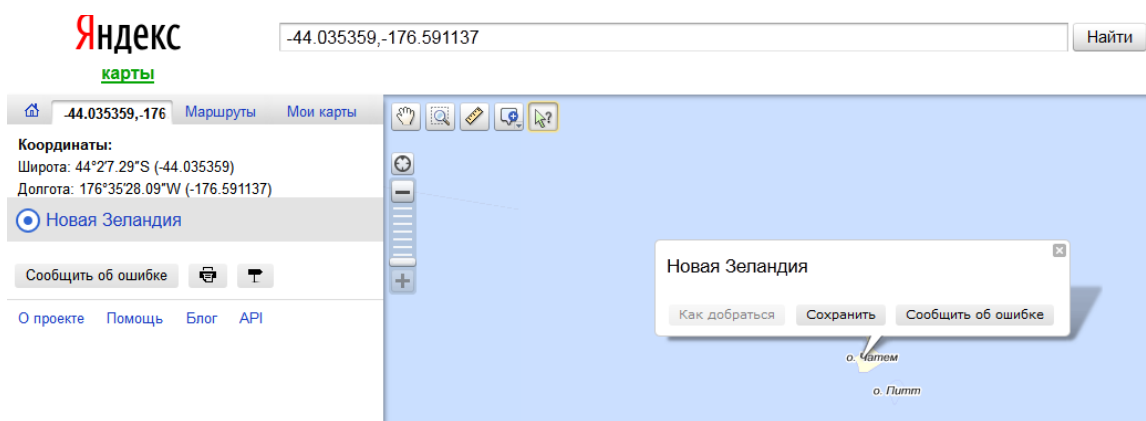 Яндекс
карты
-44.035359,-176.591137
Найти
-44.035359,-176
Маршруты
Мои карты
Координаты:
Широта: 44°2'7.29"S (-44.035359)
Долгота: 176°35'28.09"W (-176.591137)
Новая Зеландия
Сообщить об ошибке
О проекте
Помощь
Блог
API
Новая Зеландия
Как добраться
Сохранить
Сообщить об ошибке
о. Чатем
о. Питт